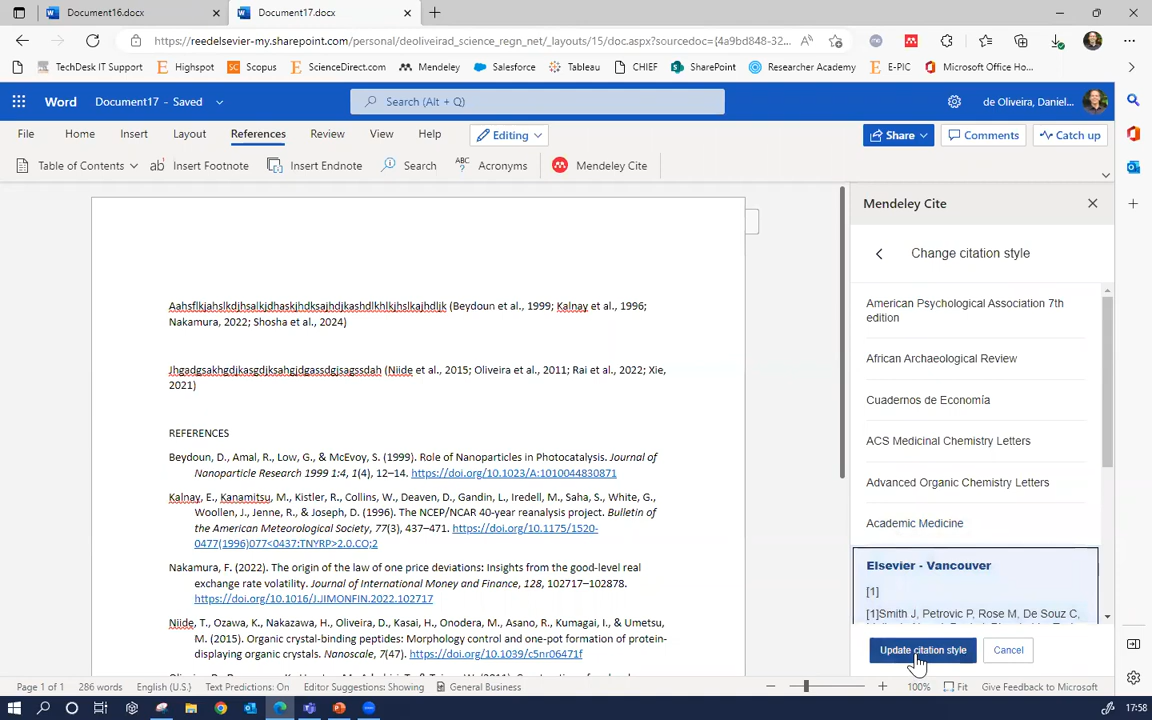 Document16.docx
Document17.docx
https://reedelsevier-my.sharepoint.com/personal/deoliveirad_science_regn_net/_layouts/15/doc.aspx?sourcedoc={4a9bd848-32...
TechDesk IT Support
Highspot
Scopus
ScienceDirect.com
Mendeley
Salesforce
Tableau
CHIEF
SharePoint
Researcher Academy
E-PIC
Microsoft Office Ho...
Word
Document17 - Saved
Search (Alt + Q)
de Oliveira, Daniel...
File
Home
Insert
Layout
References
Review
View
Help
Editing
Share
Comments
Catch up
Table of Contents
ab
Insert Footnote
Insert Endnote
Search
ABC
Acronyms
Mendeley Cite
Aahsflkjahslkdjhsalkjdhaskjhdksajhdjkashdlkhlkjhslkajhdljk (Beydoun et al., 1999; Kalnay et al., 1996;
Nakamura, 2022; Shosha et al., 2024)
Jhgadgsakhgdjkasgdjksahgjdgassdgjsagssdah (Niide et al., 2015; Oliveira et al., 2011; Rai et al., 2022; Xie,
2021)
REFERENCES
Beydoun, D., Amal, R., Low, G., & McEvoy, S. (1999). Role of Nanoparticles in Photocatalysis. Journal of
Nanoparticle Research 1999 1:4, 1(4), 12–14. https://doi.org/10.1023/A:1010044830871
Kalnay, E., Kanamitsu, M., Kistler, R., Collins, W., Deaven, D., Gandin, L., Iredell, M., Saha, S., White, G.,
Woollen, J., Jenne, R., & Joseph, D. (1996). The NCEP/NCAR 40-year reanalysis project. Bulletin of
the American Meteorological Society, 77(3), 437–471. https://doi.org/10.1175/1520-
0477(1996)077<0437:TNYRP>2.0.CO;2
Nakamura, F. (2022). The origin of the law of one price deviations: Insights from the good-level real
exchange rate volatility. Journal of International Money and Finance, 128, 102717–102878.
https://doi.org/10.1016/J.JIMONFIN.2022.102717
Niide, T., Ozawa, K., Nakazawa, H., Oliveira, D., Kasai, H., Onodera, M., Asano, R., Kumagai, I., & Umetsu,
M. (2015). Organic crystal-binding peptides: Morphology control and one-pot formation of protein-
displaying organic crystals. Nanoscale, 7(47). https://doi.org/10.1039/c5nr06471f
Mendeley Cite
Change citation style
American Psychological Association 7th
edition
African Archaeological Review
Cuadernos de Economía
ACS Medicinal Chemistry Letters
Advanced Organic Chemistry Letters
Academic Medicine
Elsevier - Vancouver
[1]
[1]Smith J, Petrovic P, Rose M, De Souz C,
Update citation style
Cancel
Page 1 of 1
286 words
English (U.S.)
Text Predictions: On
Editor Suggestions: Showing
General Business
100%
Fit
Give Feedback to Microsoft
17:58